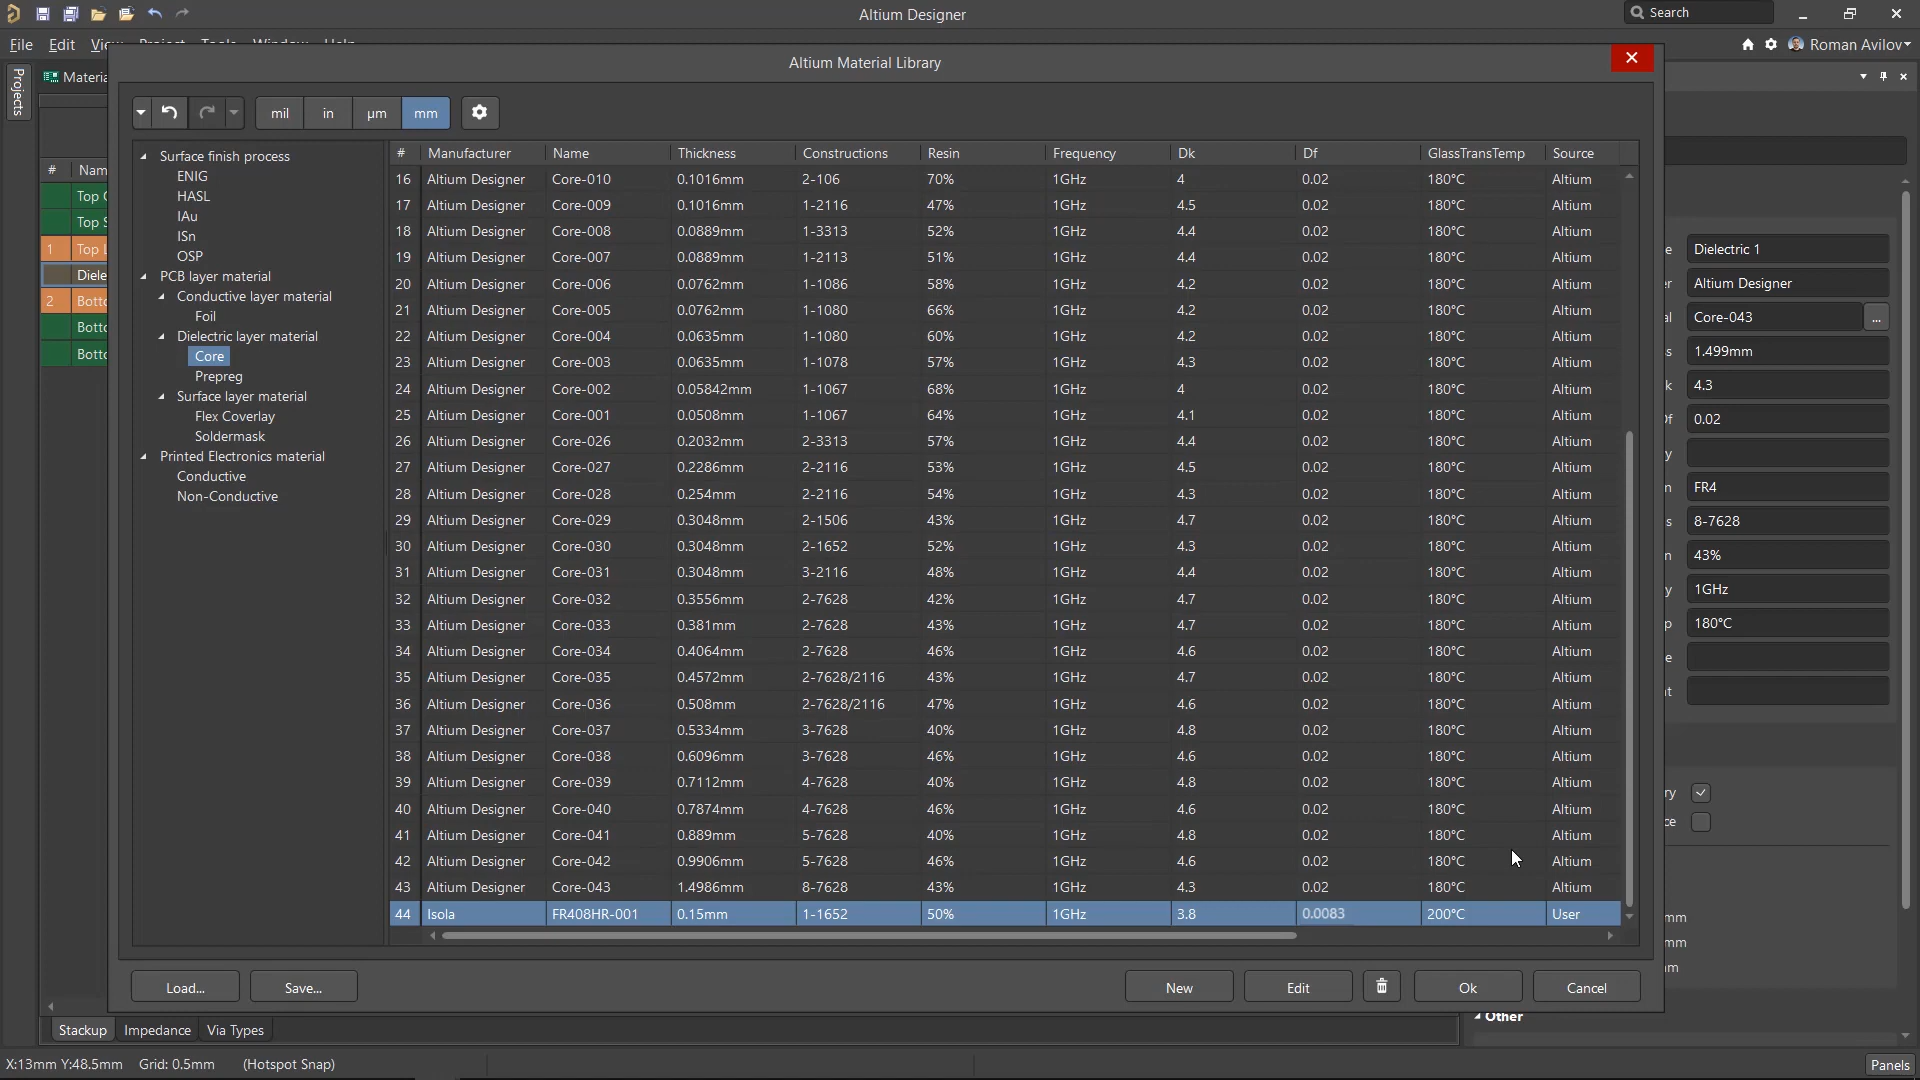 Altium Designer
Search
File Edit
Roman Avilov
Projects
Altium Material Library
mil in µm mm
# Manufacturer Name Thickness Constructions Resin Frequency Dk Df GlassTransTemp Source
16 Altium Designer Core-010 0.1016mm 2-106 70% 1GHz 4 0.02 180°C Altium
17 Altium Designer Core-009 0.1016mm 1-2116 47% 1GHz 4.5 0.02 180°C Altium
18 Altium Designer Core-008 0.0889mm 1-3313 52% 1GHz 4.4 0.02 180°C Altium
19 Altium Designer Core-007 0.0889mm 1-2113 51% 1GHz 4.4 0.02 180°C Altium
20 Altium Designer Core-006 0.0762mm 1-1086 58% 1GHz 4.2 0.02 180°C Altium
21 Altium Designer Core-005 0.0762mm 1-1080 66% 1GHz 4.2 0.02 180°C Altium
22 Altium Designer Core-004 0.0635mm 1-1080 60% 1GHz 4.2 0.02 180°C Altium
23 Altium Designer Core-003 0.0635mm 1-1078 57% 1GHz 4.3 0.02 180°C Altium
24 Altium Designer Core-002 0.05842mm 1-1067 68% 1GHz 4 0.02 180°C Altium
25 Altium Designer Core-001 0.0508mm 1-1067 64% 1GHz 4.1 0.02 180°C Altium
26 Altium Designer Core-026 0.2032mm 2-3313 57% 1GHz 4.4 0.02 180°C Altium
27 Altium Designer Core-027 0.2286mm 2-2116 53% 1GHz 4.5 0.02 180°C Altium
28 Altium Designer Core-028 0.254mm 2-2116 54% 1GHz 4.3 0.02 180°C Altium
29 Altium Designer Core-029 0.3048mm 2-1506 43% 1GHz 4.7 0.02 180°C Altium
30 Altium Designer Core-030 0.3048mm 2-1652 52% 1GHz 4.3 0.02 180°C Altium
31 Altium Designer Core-031 0.3048mm 3-2116 48% 1GHz 4.4 0.02 180°C Altium
32 Altium Designer Core-032 0.3556mm 2-7628 42% 1GHz 4.7 0.02 180°C Altium
33 Altium Designer Core-033 0.381mm 2-7628 43% 1GHz 4.7 0.02 180°C Altium
34 Altium Designer Core-034 0.4064mm 2-7628 46% 1GHz 4.6 0.02 180°C Altium
35 Altium Designer Core-035 0.4572mm 2-7628/2116 43% 1GHz 4.7 0.02 180°C Altium
36 Altium Designer Core-036 0.508mm 2-7628/2116 47% 1GHz 4.6 0.02 180°C Altium
37 Altium Designer Core-037 0.5334mm 3-7628 40% 1GHz 4.8 0.02 180°C Altium
38 Altium Designer Core-038 0.6096mm 3-7628 46% 1GHz 4.6 0.02 180°C Altium
39 Altium Designer Core-039 0.7112mm 4-7628 40% 1GHz 4.8 0.02 180°C Altium
40 Altium Designer Core-040 0.7874mm 4-7628 46% 1GHz 4.6 0.02 180°C Altium
41 Altium Designer Core-041 0.889mm 5-7628 40% 1GHz 4.8 0.02 180°C Altium
42 Altium Designer Core-042 0.9906mm 5-7628 46% 1GHz 4.6 0.02 180°C Altium
43 Altium Designer Core-043 1.4986mm 8-7628 43% 1GHz 4.3 0.02 180°C Altium
44 Isola FR408HR-001 0.15mm 1-1652 50% 1GHz 3.8 0.0083 200°C User
Surface finish process
ENIG
HASL
IAu
ISn
OSP
PCB layer material
Conductive layer material
Foil
Dielectric layer material
Core
Prepreg
Surface layer material
Flex Coverlay
Soldermask
Printed Electronics material
Conductive
Non-Conductive
Load... Save... New Edit Ok Cancel
#
Top
Top
1 Top
2
Dielectric 1
Altium Designer
Core-043 ...
1.499mm
4.3
0.02
FR4
8-7628
43%
1GHz
180°C
mm
mm
Other
Stackup Impedance Via Types
X:13mm Y:48.5mm Grid: 0.5mm (Hotspot Snap)
Panels